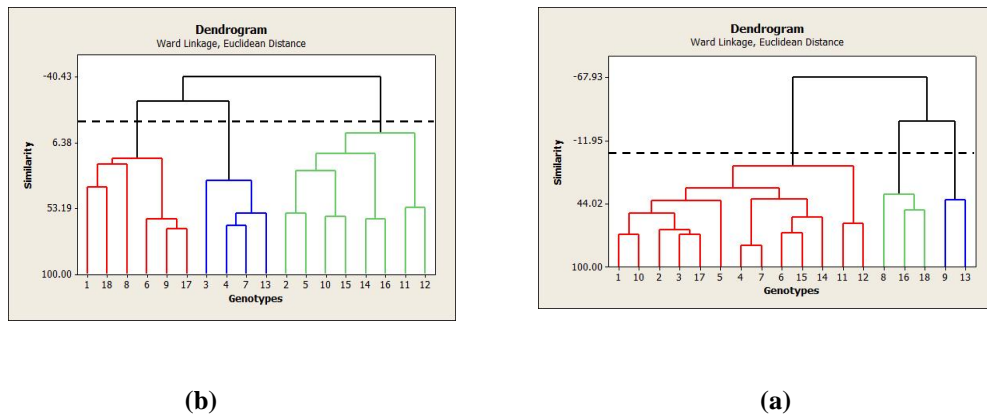 Dendrogram
Ward Linkage, Euclidean Distance
-40.43
6.38
53.19
100.00
Similarity
1 18 8 6 9 17 3 4 7 13 2 5 10 15 14 16 11 12
Genotypes
(b)
Dendrogram
Ward Linkage, Euclidean Distance
-67.93
-11.95
44.02
100.00
Similarity
1 10 2 3 17 5 4 7 6 15 14 11 12 8 16 18 9 13
Genotypes
(a)